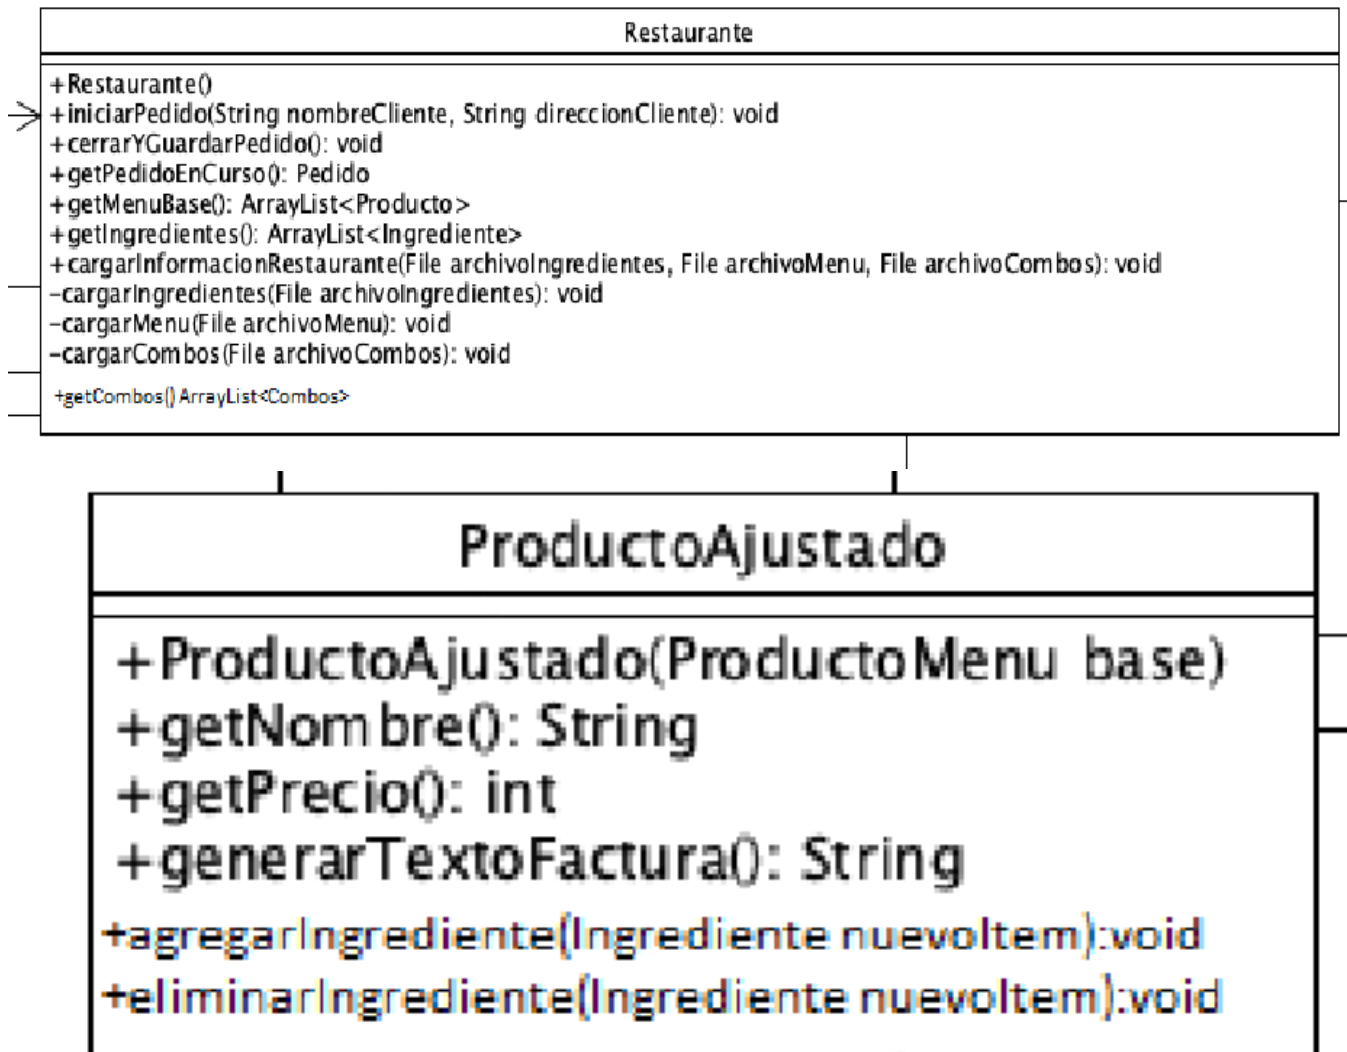 Restaurante
+Restaurante()
+iniciarPedido(String nombreCliente, String direccionCliente): void
+cerrarYGuardarPedido(): void
+getPedidoEnCurso(): Pedido
+getMenuBase(): ArrayList<Producto>
+getIngredientes(): ArrayList<Ingrediente>
+cargarInformacionRestaurante(File archivoIngredientes, File archivoMenu, File archivoCombos): void
-cargarIngredientes(File archivoIngredientes): void
-cargarMenu(File archivoMenu): void
-cargarCombos(File archivoCombos): void
+getCombos() ArrayList<Combos>
ProductoAjustado
+ProductoAjustado(ProductoMenu base)
+getNombre(): String
+getPrecio(): int
+generarTextoFactura(): String
+agregarIngrediente(Ingrediente nuevoItem):void
+eliminarIngrediente(Ingrediente nuevoItem):void